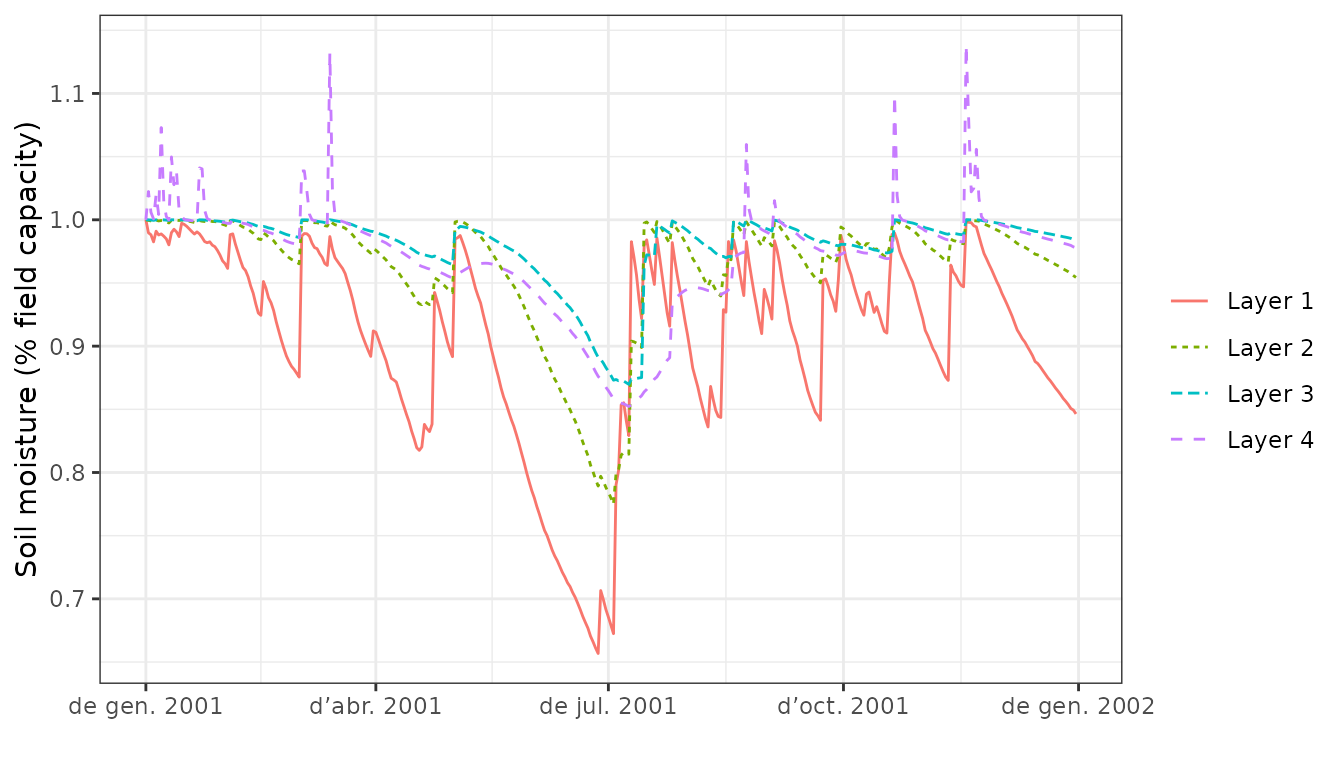 Soil moisture (% field capacity)
1.1
1.0
0.9
0.8
0.7
de gen. 2001
d’abr. 2001
de jul. 2001
d’oct. 2001
de gen. 2002
Layer 1
Layer 2
Layer 3
Layer 4